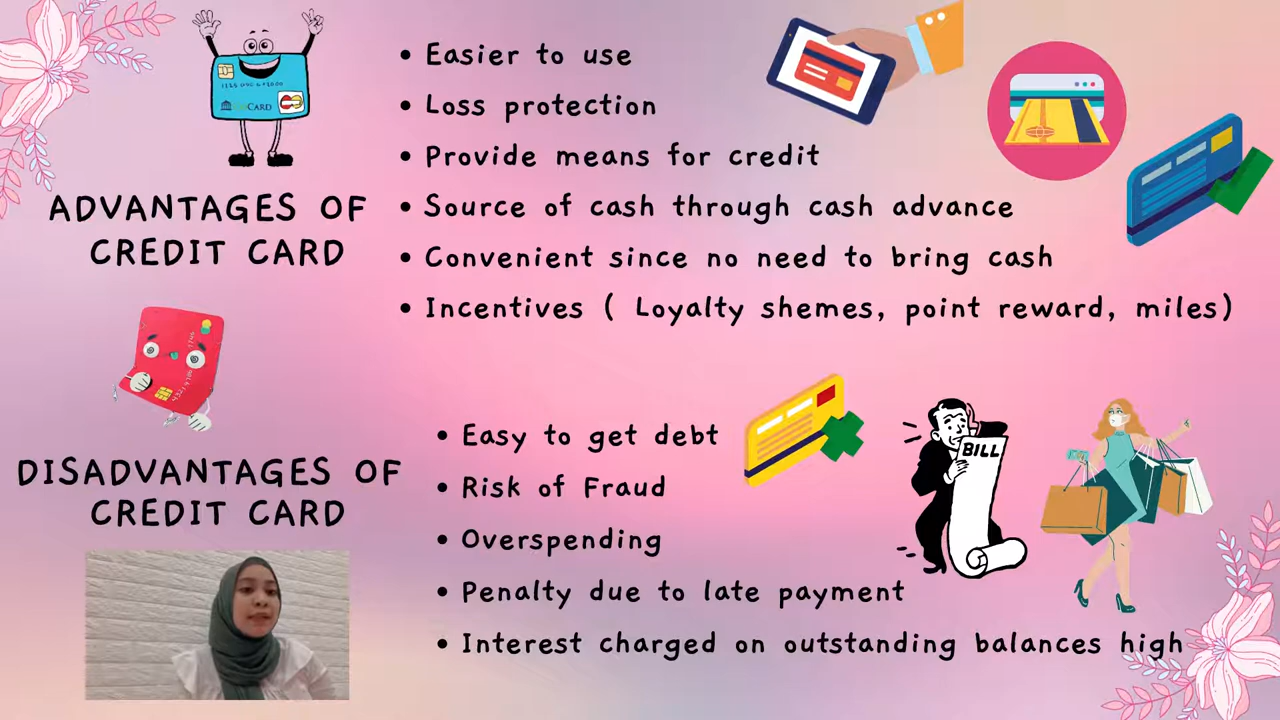 ADVANTAGES OF
CREDIT CARD
• Easier to use
• Loss protection
• Provide means for credit
• Source of cash through cash advance
• Convenient since no need to bring cash
• Incentives ( Loyalty shemes, point reward, miles)
DISADVANTAGES OF
CREDIT CARD
• Easy to get debt
• Risk of Fraud
• Overspending
• Penalty due to late payment
• Interest charged on outstanding balances high
BILL
CARD